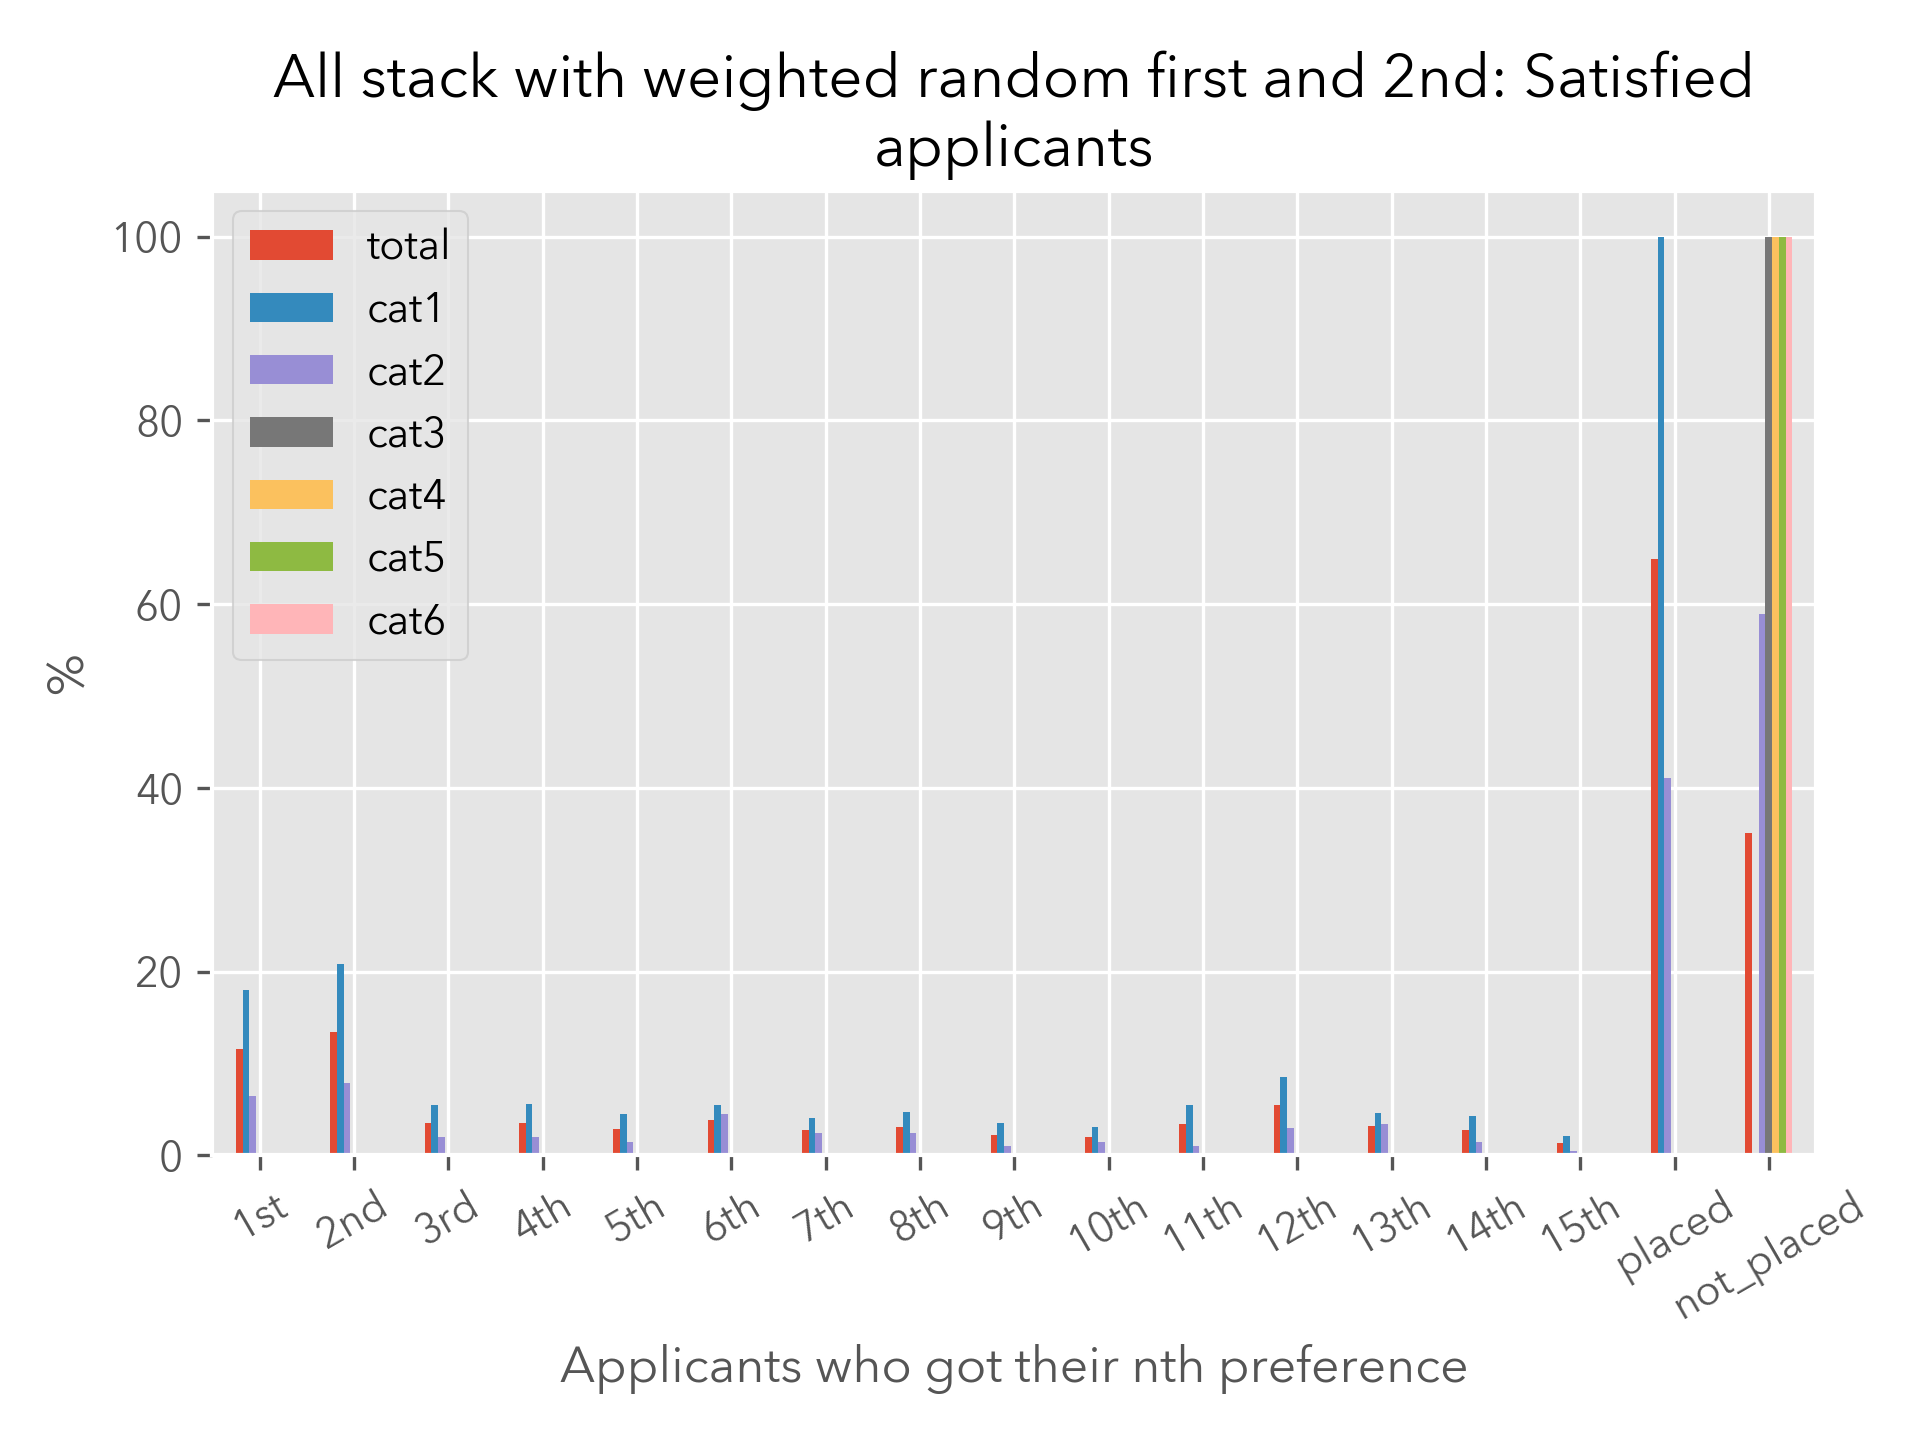 All stack with weighted random first and 2nd: Satisfied
applicants
total
cat1
cat2
cat3
cat4
cat5
cat6
100
80
60
40
20
0
%
1st
2nd
3rd
4th
5th
6th
7th
8th
9th
10th
11th
12th
13th
14th
15th
placed
not_placed
Applicants who got their nth preference